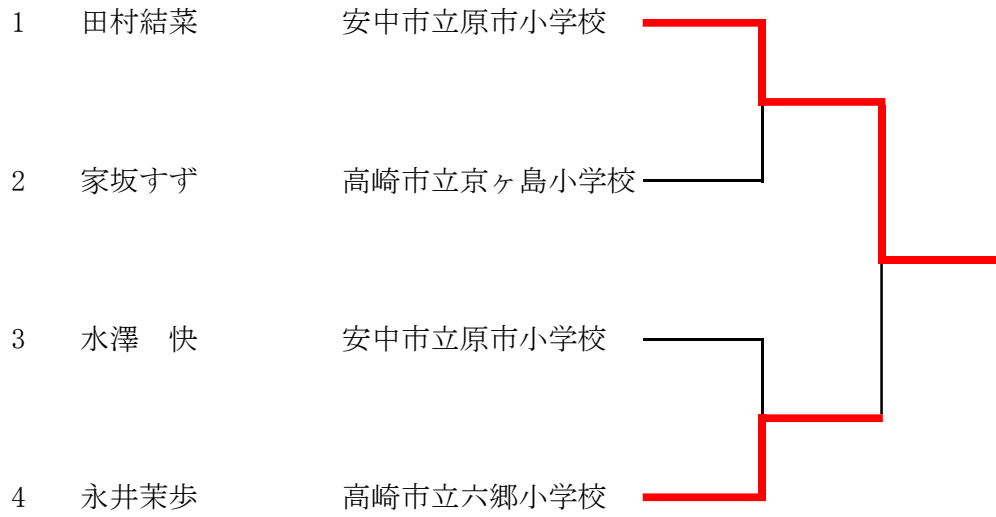 1 田村結菜 安中市立原市小学校
2 家坂すず 高崎市立京ヶ島小学校
3 水澤　快 安中市立原市小学校
4 永井茉歩 高崎市立六郷小学校